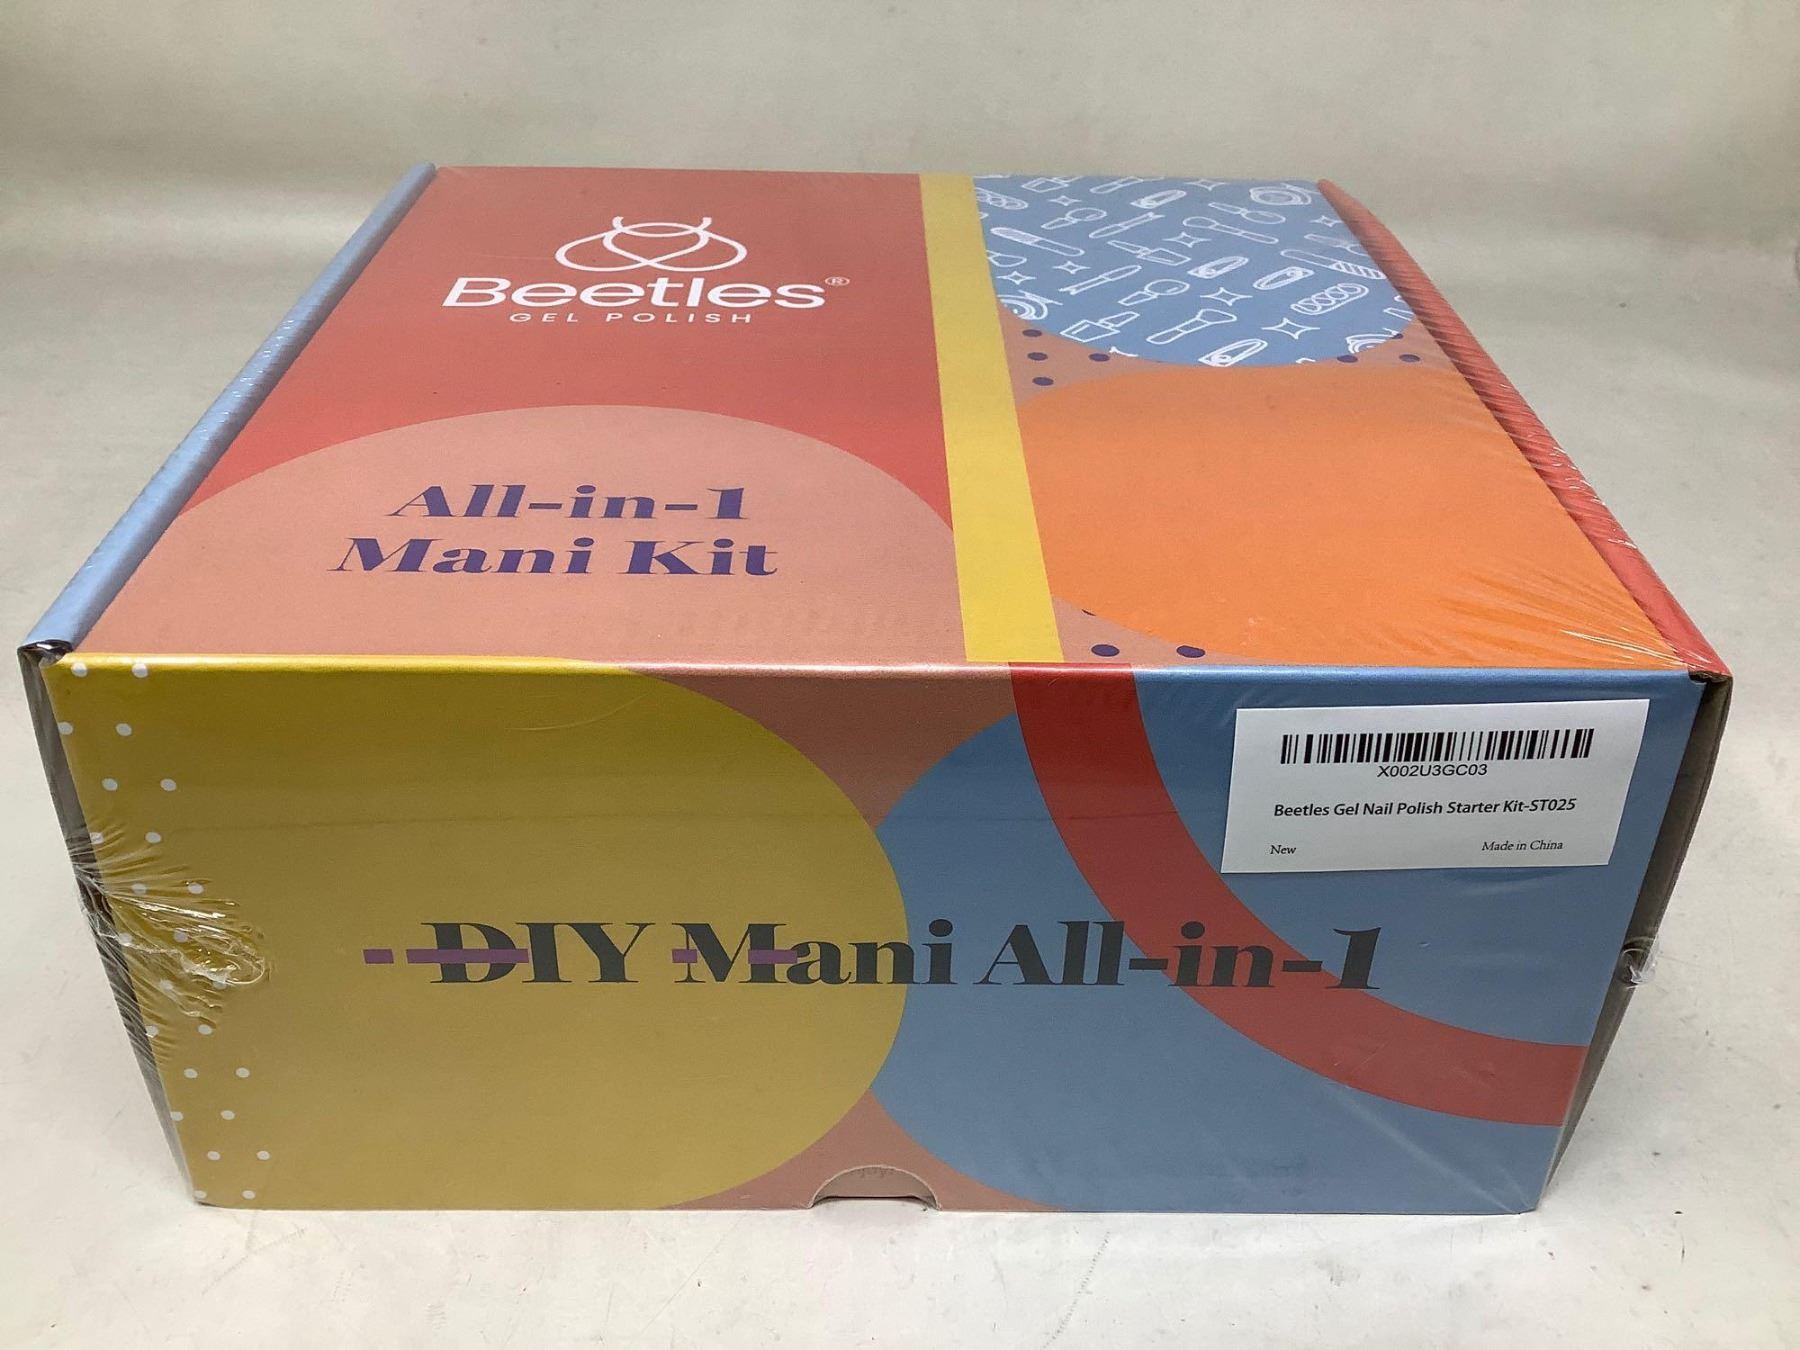 Beetles®
GEL POLISH
All-in-1
Mani Kit
X002U3GC03
Beetles Gel Nail Polish Starter Kit-ST025
New Made in China
DIY Mani All-in-1